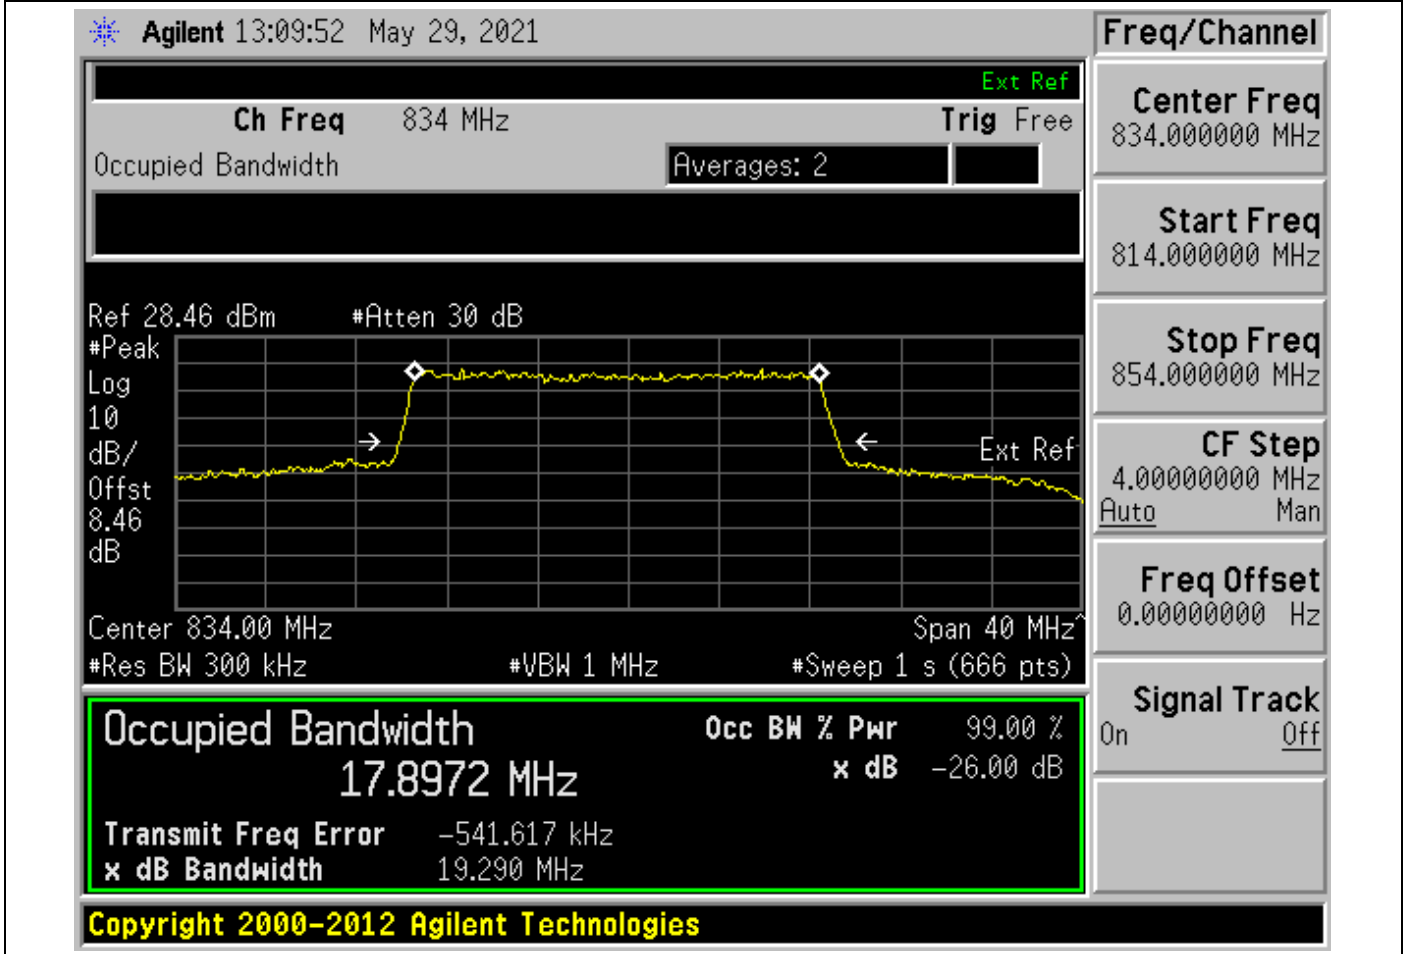 Agilent 13:09:52 May 29, 2021
Freq/Channel
Ext Ref
Ch Freq 834 MHz Trig Free
Occupied Bandwidth Averages: 2
Center Freq
834.000000 MHz
Start Freq
814.000000 MHz
Stop Freq
854.000000 MHz
CF Step
4.00000000 MHz
Auto Man
Freq Offset
0.00000000 Hz
Signal Track
On Off
Ref 28.46 dBm #Atten 30 dB
#Peak
Log
10
dB/
Offst
8.46
dB
Ext Ref
Center 834.00 MHz Span 40 MHz^
#Res BW 300 kHz #VBW 1 MHz #Sweep 1 s (666 pts)
Occupied Bandwidth Occ BW % Pwr 99.00 %
17.8972 MHz x dB -26.00 dB
Transmit Freq Error -541.617 kHz
x dB Bandwidth 19.290 MHz
Copyright 2000-2012 Agilent Technologies